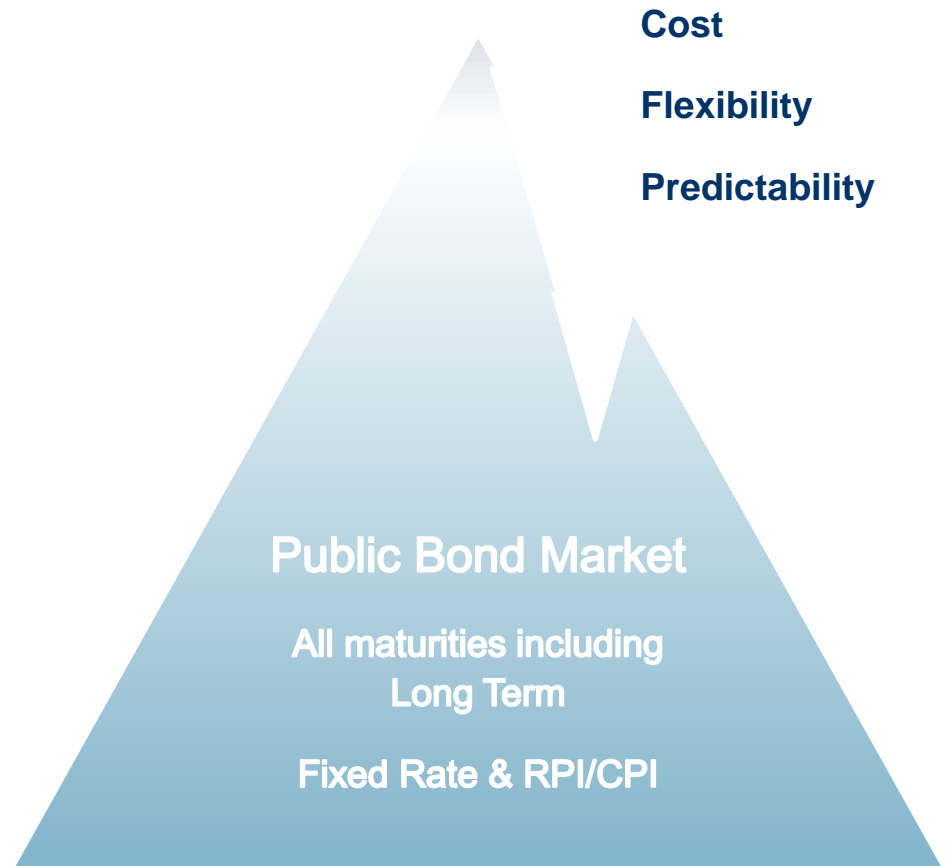 Cost
Flexibility
Predictability
Public Bond Market
All maturities including
Long Term
Fixed Rate & RPI/CPI